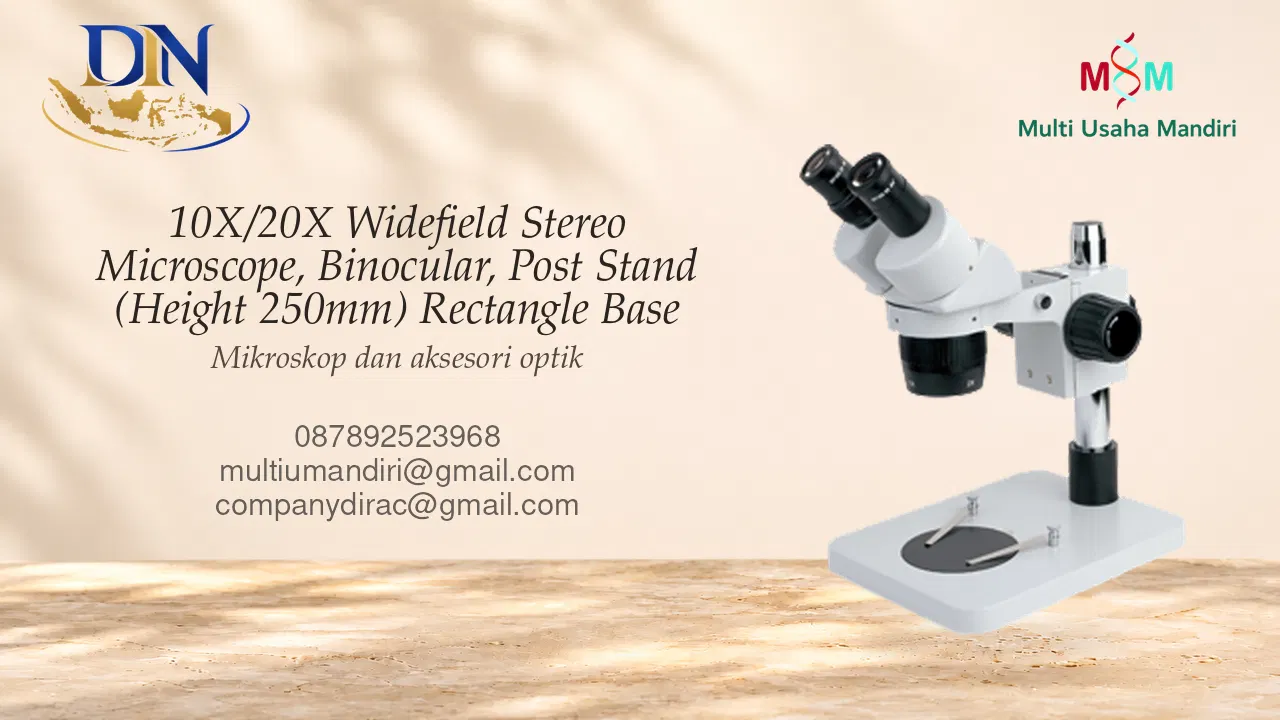 DIN
M M
Multi Usaha Mandiri
10X/20X Widefield Stereo
Microscope, Binocular, Post Stand
(Height 250mm) Rectangle Base
Mikroskop dan aksesori optik
087892523968
multiumandiri@gmail.com
companydirac@gmail.com